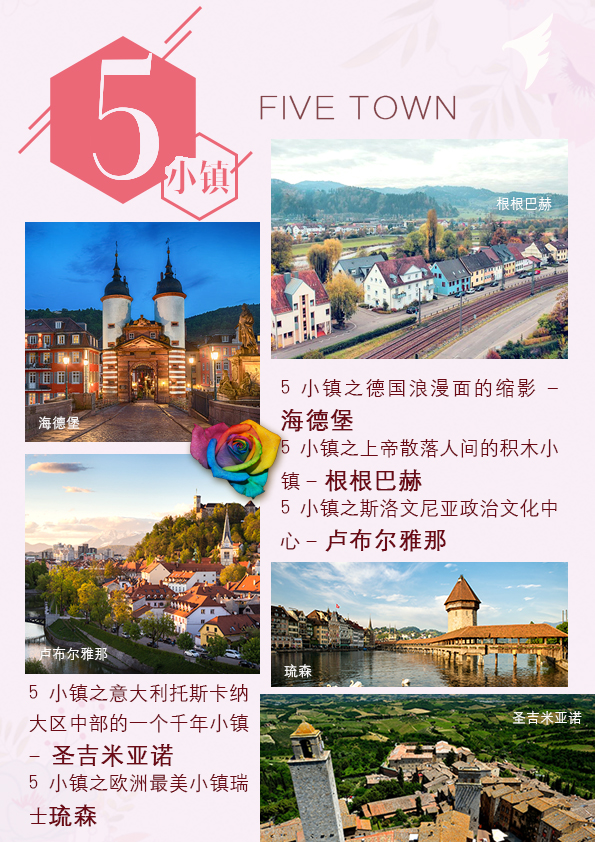 5
小镇
FIVE TOWN
根根巴赫
海德堡
5 小镇之德国浪漫面的缩影 –
海德堡
5 小镇之上帝散落人间的积木小
镇 – 根根巴赫
5 小镇之斯洛文尼亚政治文化中
心 – 卢布尔雅那
卢布尔雅那
琉森
5 小镇之意大利托斯卡纳
大区中部的一个千年小镇
– 圣吉米亚诺
5 小镇之欧洲最美小镇瑞
士琉森
圣吉米亚诺